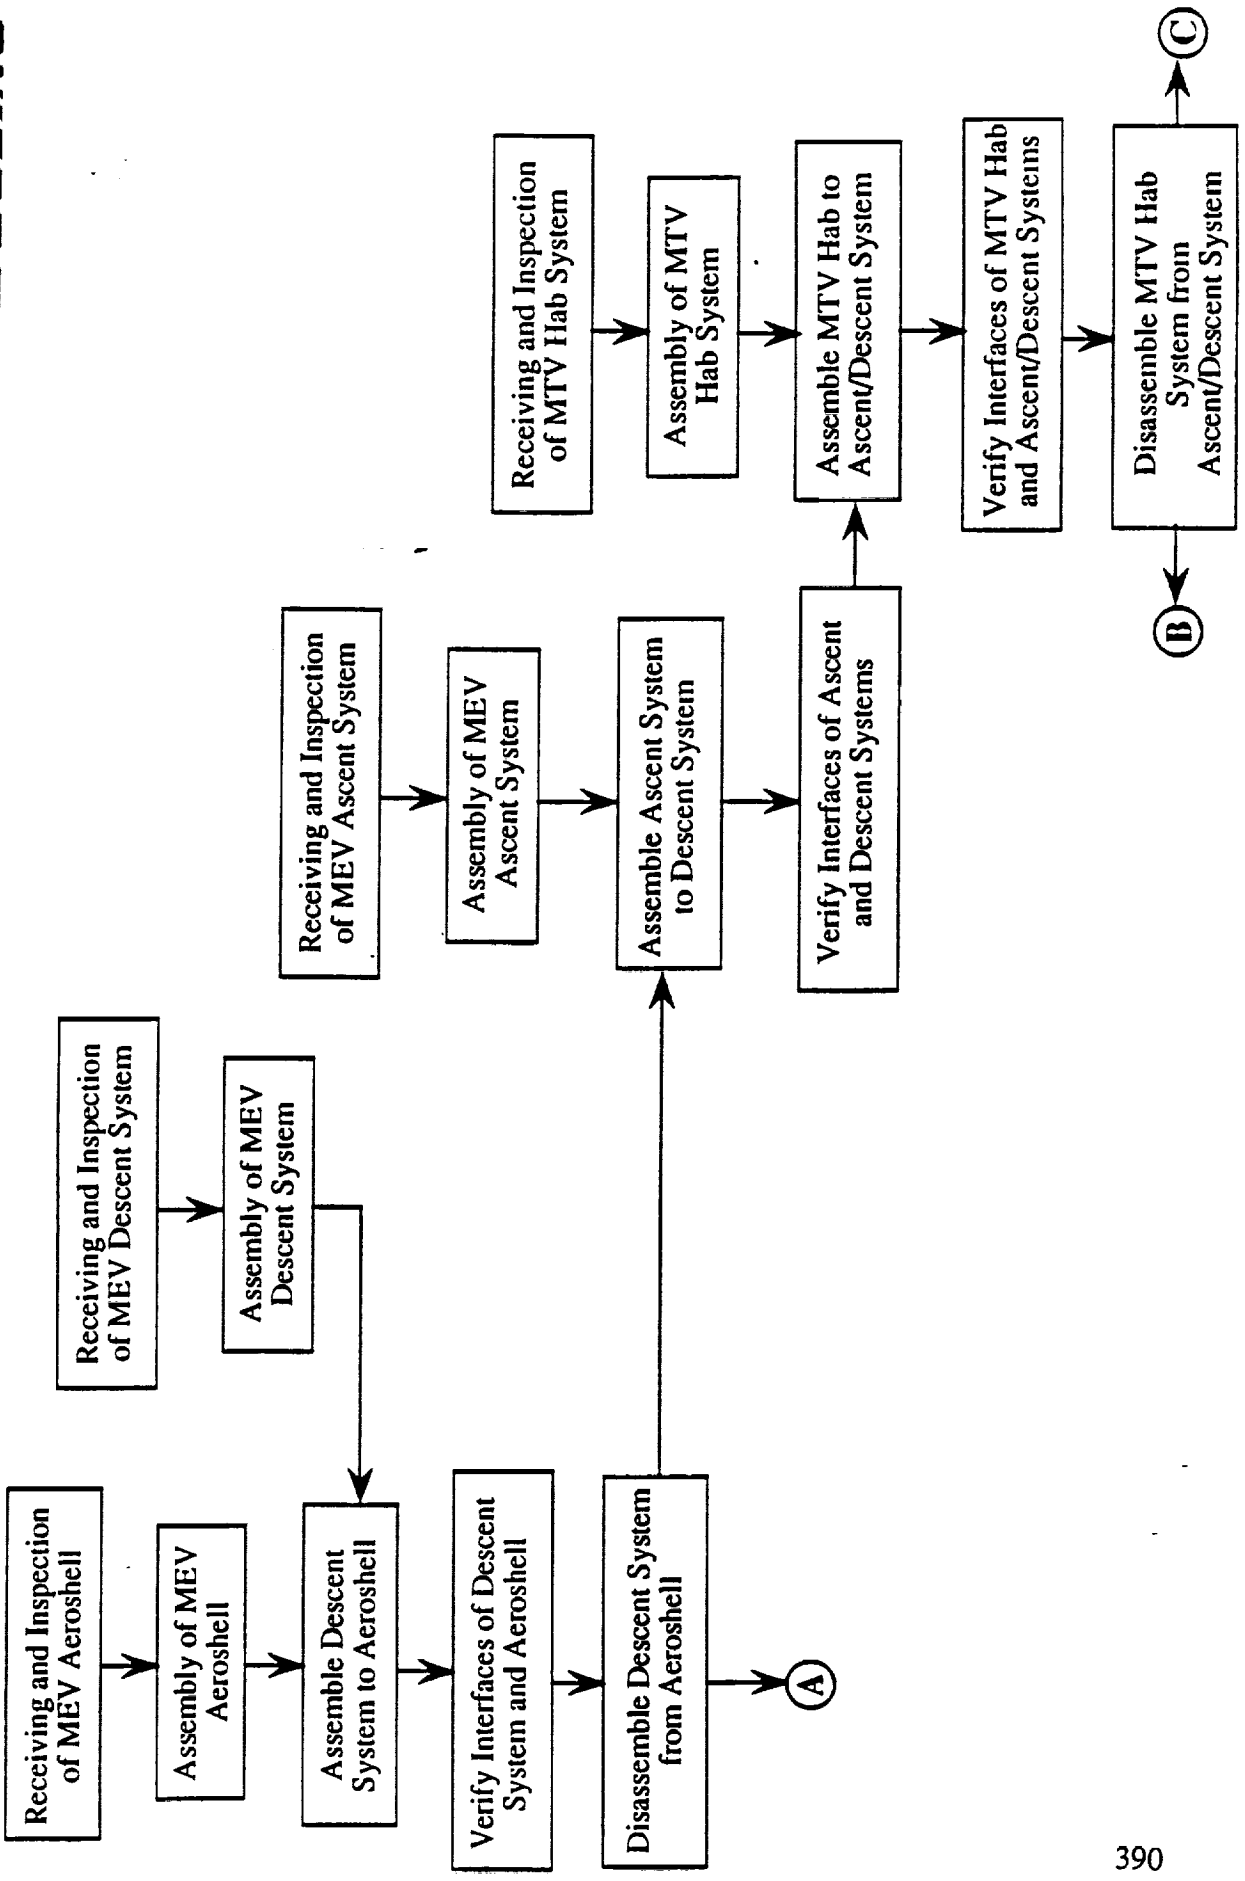 Receiving and Inspection
of MEV Aeroshell
Assembly of MEV
Aeroshell
Assemble Descent
System to Aeroshell
Verify Interfaces of Descent
System and Aeroshell
Disassemble Descent System
from Aeroshell
A
Receiving and Inspection
of MEV Descent System
Assembly of MEV
Descent System
Receiving and Inspection
of MEV Ascent System
Assembly of MEV
Ascent System
Assemble Ascent System
to Descent System
Verify Interfaces of Ascent
and Descent Systems
Receiving and Inspection
of MTV Hab System
Assembly of MTV
Hab System
Assemble MTV Hab to
Ascent/Descent System
Verify Interfaces of MTV Hab
and Ascent/Descent Systems
Disassemble MTV Hab
System from
Ascent/Descent System
B
C
390